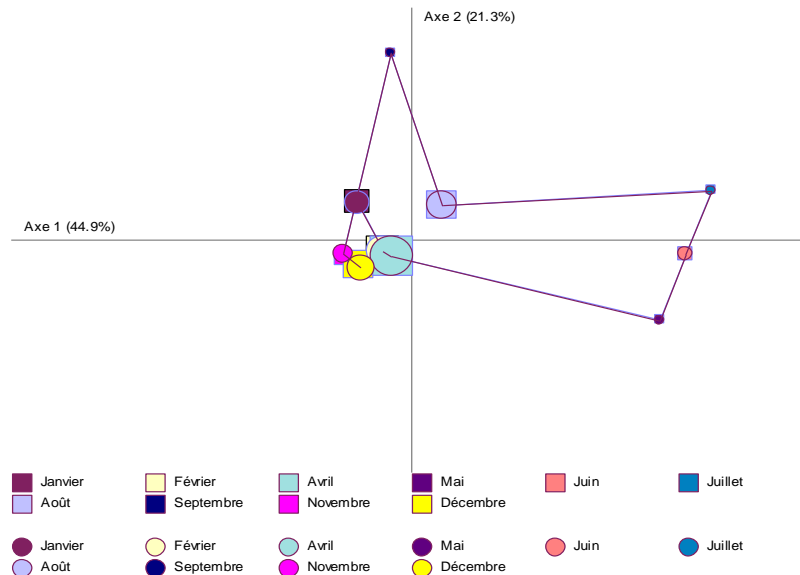 Axe 2 (21.3%)
Axe 1 (44.9%)
Janvier Février Avril Mai Juin Juillet
Août Septembre Novembre Décembre
Janvier Février Avril Mai Juin Juillet
Août Septembre Novembre Décembre